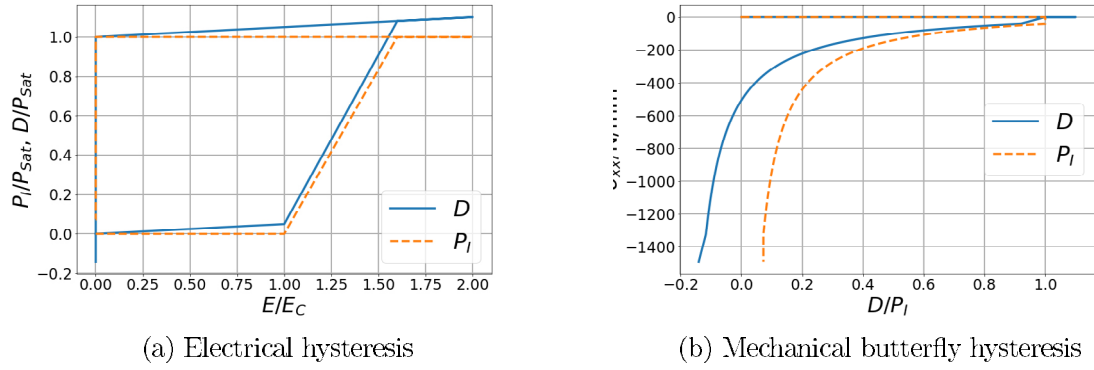 1.0
0.8
0.6
0.4
0.2
0.0
−0.2
P_I/P_Sat, D/P_Sat
D
P_I
0.00 0.25 0.50 0.75 1.00 1.25 1.50 1.75 2.00
E/E_C
(a) Electrical hysteresis
0
−200
−400
−600
−800
−1000
−1200
−1400
D
P_I
−0.2 0.0 0.2 0.4 0.6 0.8 1.0
D/P_I
(b) Mechanical butterfly hysteresis